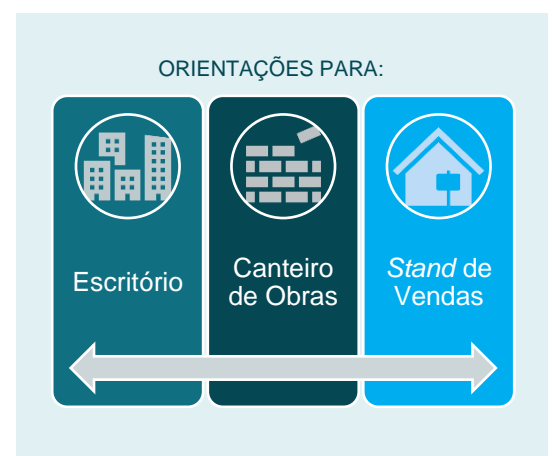 ORIENTAÇÕES PARA:
Escritório
Canteiro
de Obras
Stand de
Vendas